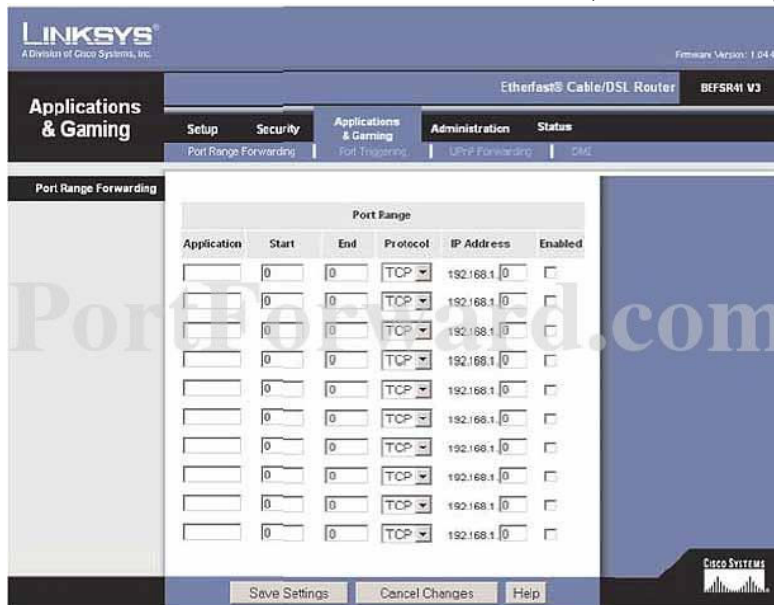 LINKSYS®
A Division of Cisco Systems, Inc.
Firmware Version: 1.04.
Etherfast® Cable/DSL Router BEFSR41 V3
Applications & Gaming
Setup Security Applications & Gaming Administration Status
Port Range Forwarding Port Triggering UPnP Forwarding DMZ
Port Range Forwarding
Port Range
Application Start End Protocol IP Address Enabled
0 0 TCP 192.168.1.0
0 0 TCP 192.168.1.0
0 0 TCP 192.168.1.0
0 0 TCP 192.168.1.0
0 0 TCP 192.168.1.0
0 0 TCP 192.168.1.0
0 0 TCP 192.168.1.0
0 0 TCP 192.168.1.0
0 0 TCP 192.168.1.0
0 0 TCP 192.168.1.0
PortForward.com
Save Settings Cancel Changes Help
CISCO SYSTEMS